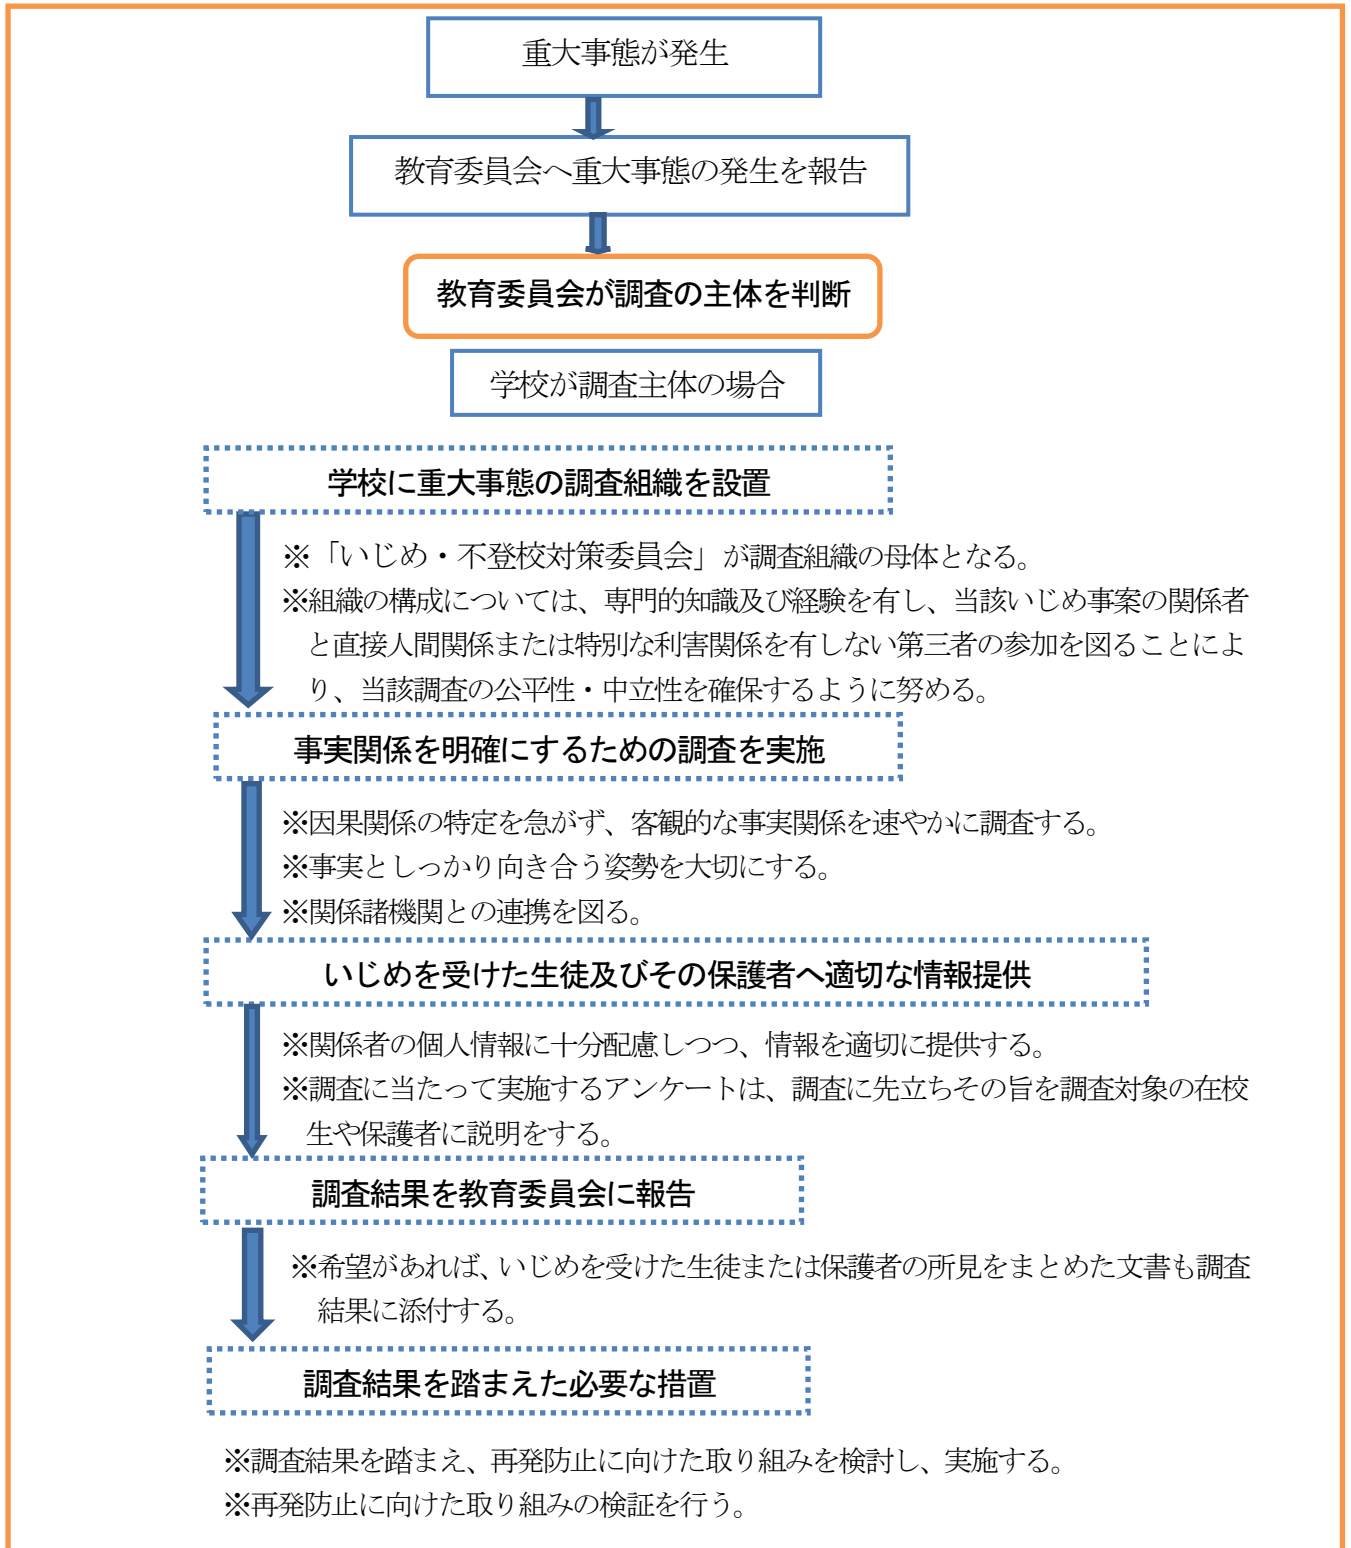 重大事態が発生
教育委員会へ重大事態の発生を報告
教育委員会が調査の主体を判断
学校が調査主体の場合
学校に重大事態の調査組織を設置
※「いじめ・不登校対策委員会」が調査組織の母体となる。
※組織の構成については、専門的知識及び経験を有し、当該いじめ事案の関係者
と直接人間関係または特別な利害関係を有しない第三者の参加を図ることによ
り、当該調査の公平性・中立性を確保するように努める。
事実関係を明確にするための調査を実施
※因果関係の特定を急がず、客観的な事実関係を速やかに調査する。
※事実としっかり向き合う姿勢を大切にする。
※関係諸機関との連携を図る。
いじめを受けた生徒及びその保護者へ適切な情報提供
※関係者の個人情報に十分配慮しつつ、情報を適切に提供する。
※調査に当たって実施するアンケートは、調査に先立ちその旨を調査対象の在校
生や保護者に説明をする。
調査結果を教育委員会に報告
※希望があれば、いじめを受けた生徒または保護者の所見をまとめた文書も調査
結果に添付する。
調査結果を踏まえた必要な措置
※調査結果を踏まえ、再発防止に向けた取り組みを検討し、実施する。
※再発防止に向けた取り組みの検証を行う。